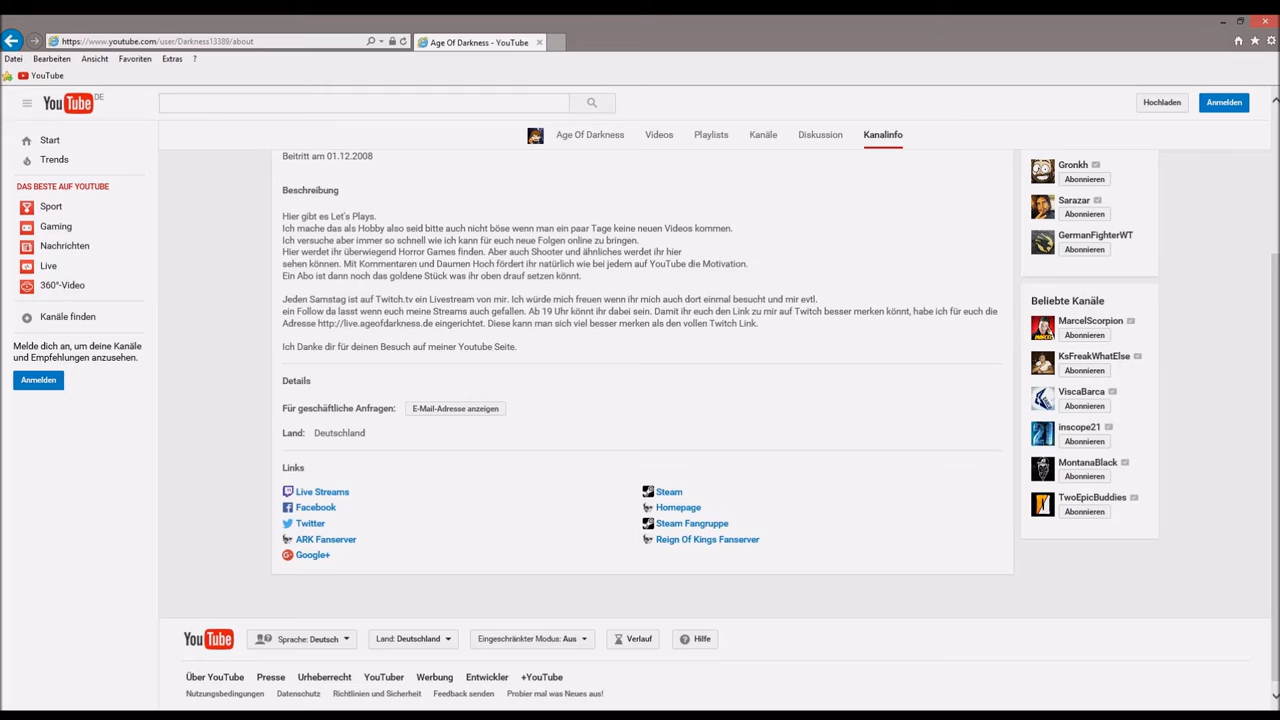 https://www.youtube.com/user/Darkness13389/about
Age Of Darkness - YouTube
Datei Bearbeiten Ansicht Favoriten Extras ?
YouTube
YouTube DE
Hochladen Anmelden
Age Of Darkness Videos Playlists Kanäle Diskussion Kanalinfo
Start
Trends
DAS BESTE AUF YOUTUBE
Sport
Gaming
Nachrichten
Live
360°-Video
Kanäle finden
Melde dich an, um deine Kanäle
und Empfehlungen anzusehen.
Anmelden
Beitritt am 01.12.2008
Beschreibung
Hier gibt es Let's Plays.
Ich mache das als Hobby also seid bitte auch nicht böse wenn man ein paar Tage keine neuen Videos kommen.
Ich versuche aber immer so schnell wie ich kann für euch neue Folgen online zu bringen.
Hier werdet ihr überwiegend Horror Games finden. Aber auch Shooter und ähnliches werdet ihr hier
sehen können. Mit Kommentaren und Daumen Hoch fördert ihr natürlich wie bei jedem auf YouTube die Motivation.
Ein Abo ist dann noch das goldene Stück was ihr oben drauf setzen könnt.
Jeden Samstag ist auf Twitch.tv ein Livestream von mir. Ich würde mich freuen wenn ihr mich auch dort einmal besucht und mir evtl.
ein Follow da lasst wenn euch meine Streams auch gefallen. Ab 19 Uhr könnt ihr dabei sein. Damit ihr euch den Link zu mir auf Twitch besser merken könnt, habe ich für euch die
Adresse http://live.ageofdarkness.de eingerichtet. Diese kann man sich viel besser merken als den vollen Twitch Link.
Ich Danke dir für deinen Besuch auf meiner Youtube Seite.
Details
Für geschäftliche Anfragen: E-Mail-Adresse anzeigen
Land: Deutschland
Links
Live Streams
Facebook
Twitter
ARK Fanserver
Google+
Steam
Homepage
Steam Fangruppe
Reign Of Kings Fanserver
Gronkh
Abonnieren
Sarazar
Abonnieren
GermanFighterWT
Abonnieren
Beliebte Kanäle
MarcelScorpion
Abonnieren
KsFreakWhatElse
Abonnieren
ViscaBarca
Abonnieren
inscope21
Abonnieren
MontanaBlack
Abonnieren
TwoEpicBuddies
Abonnieren
YouTube Sprache: Deutsch Land: Deutschland Eingeschränkter Modus: Aus Verlauf Hilfe
Über YouTube Presse Urheberrecht YouTuber Werbung Entwickler +YouTube
Nutzungsbedingungen Datenschutz Richtlinien und Sicherheit Feedback senden Probier mal was Neues aus!